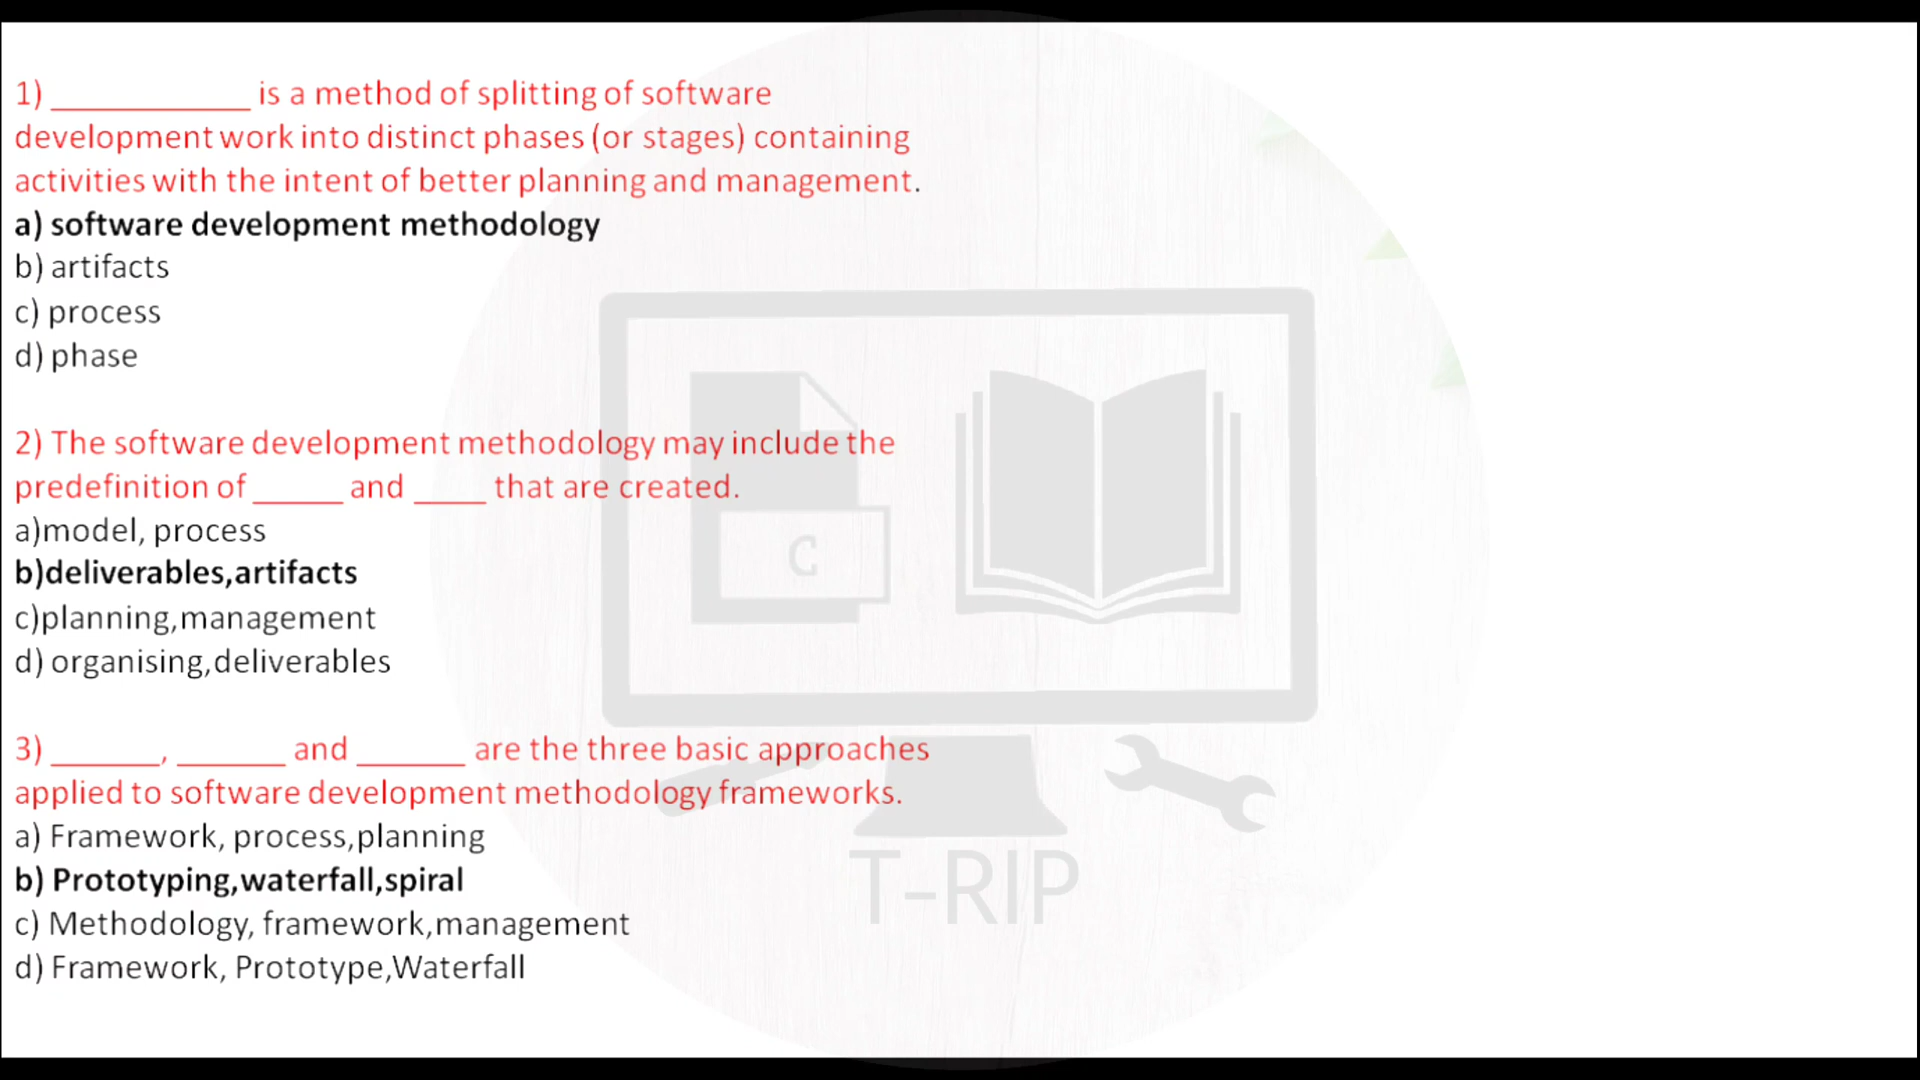 1) ___________ is a method of splitting of software
development work into distinct phases (or stages) containing
activities with the intent of better planning and management.
a) software development methodology
b) artifacts
c) process
d) phase
2) The software development methodology may include the
predefinition of _____ and ____ that are created.
a)model, process
b)deliverables,artifacts
c)planning,management
d) organising,deliverables
3) ______, ______ and ______ are the three basic approaches
applied to software development methodology frameworks.
a) Framework, process,planning
b) Prototyping,waterfall,spiral
c) Methodology, framework,management
d) Framework, Prototype,Waterfall
C
T-RIP